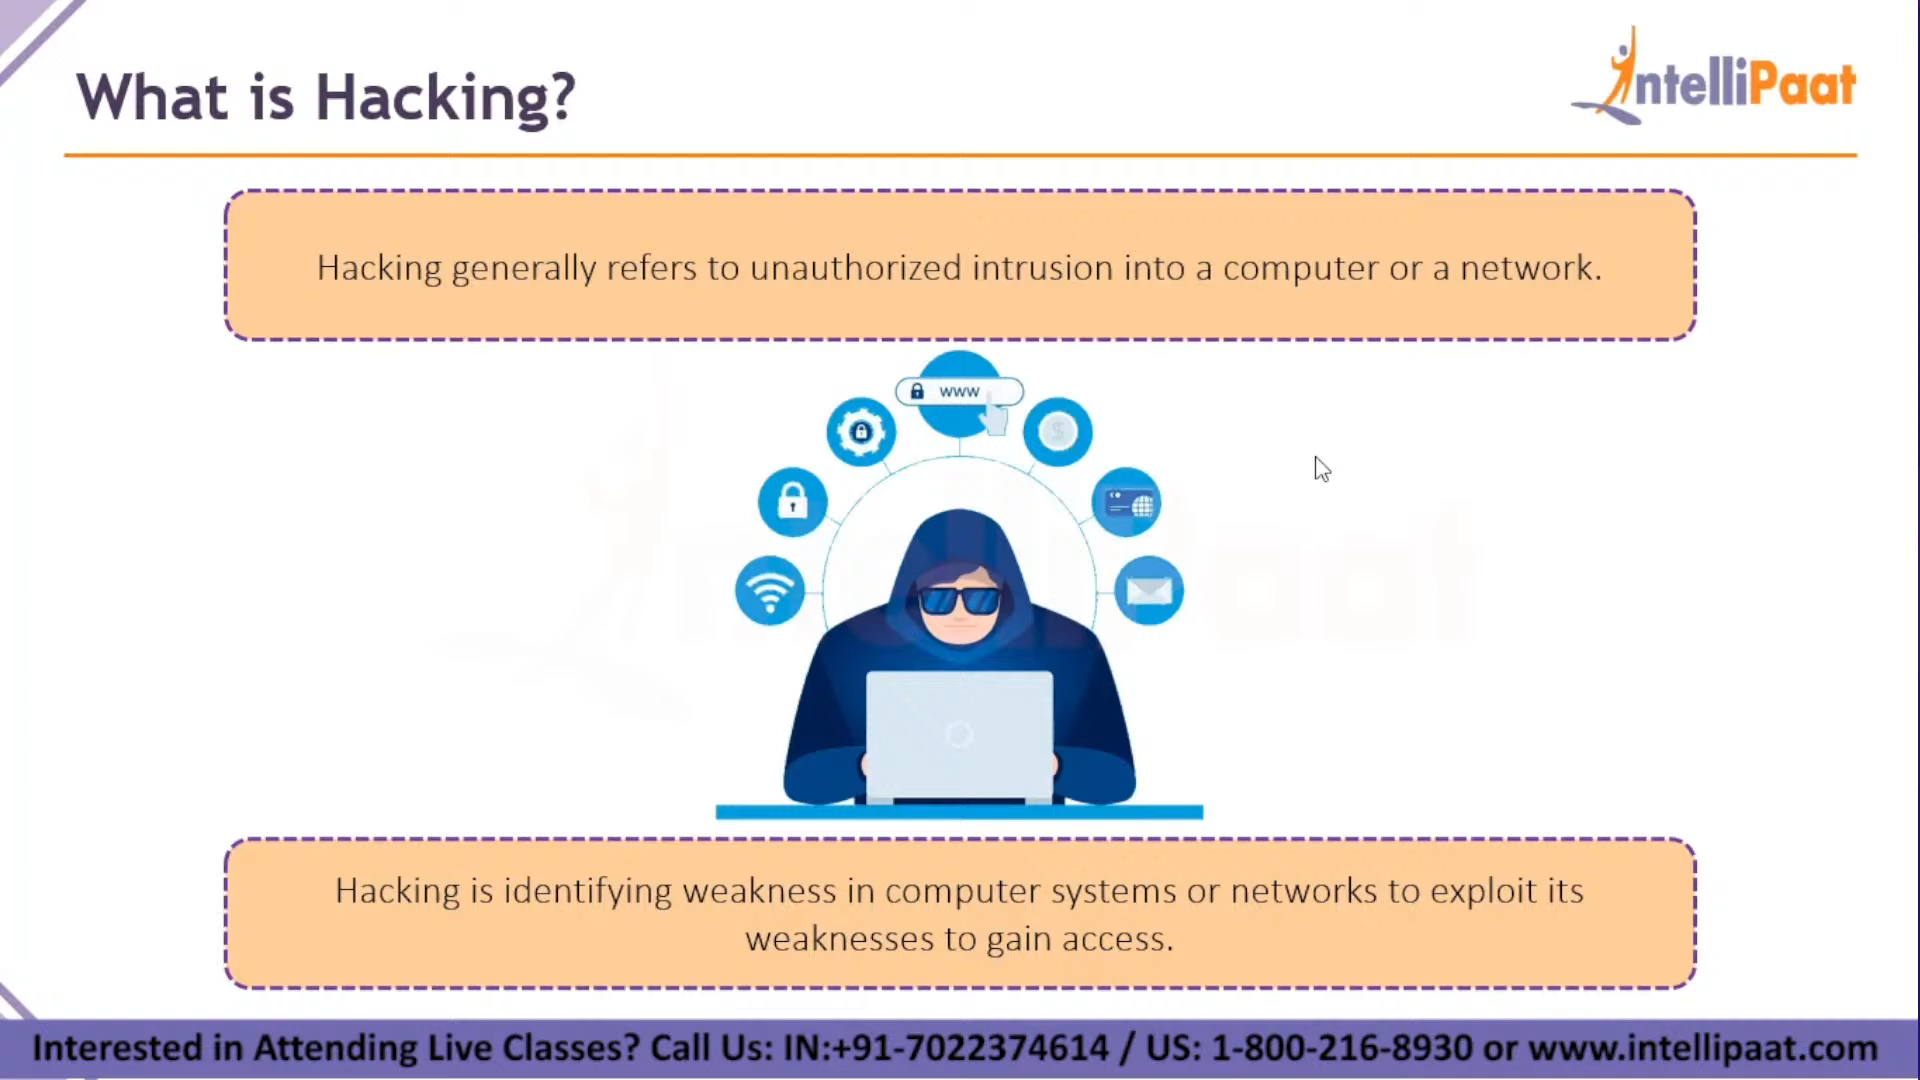 What is Hacking?
IntelliPaat
Hacking generally refers to unauthorized intrusion into a computer or a network.
www
Hacking is identifying weakness in computer systems or networks to exploit its
weaknesses to gain access.
Interested in Attending Live Classes? Call Us: IN:+91-7022374614 / US: 1-800-216-8930 or www.intellipaat.com